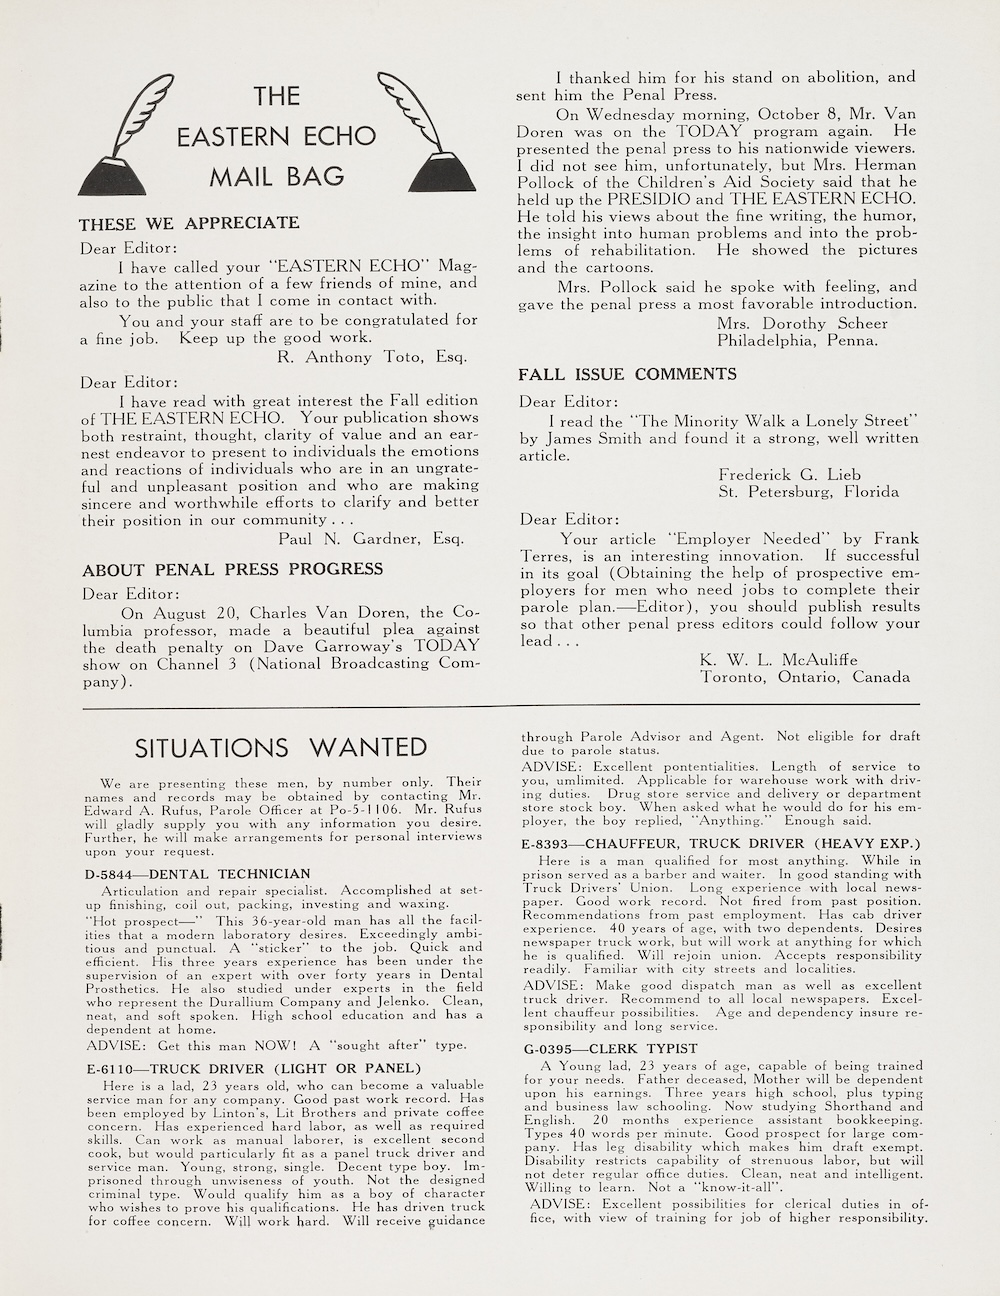 THE
EASTERN ECHO
MAIL BAG
THESE WE APPRECIATE
Dear Editor:
I have called your "EASTERN ECHO" Mag-
azine to the attention of a few friends of mine, and
also to the public that I come in contact with.
You and your staff are to be congratulated for
a fine job. Keep up the good work.
R. Anthony Toto, Esq.
Dear Editor:
I have read with great interest the Fall edition
of THE EASTERN ECHO. Your publication shows
both restraint, thought, clarity of value and an ear-
nest endeavor to present to individuals the emotions
and reactions of individuals who are in an ungrate-
ful and unpleasant position and who are making
sincere and worthwhile efforts to clarify and better
their position in our community . . .
Paul N. Gardner, Esq.
ABOUT PENAL PRESS PROGRESS
Dear Editor:
On August 20, Charles Van Doren, the Co-
lumbia professor, made a beautiful plea against
the death penalty on Dave Garroway's TODAY
show on Channel 3 (National Broadcasting Com-
pany).
I thanked him for his stand on abolition, and
sent him the Penal Press.
On Wednesday morning, October 8, Mr. Van
Doren was on the TODAY program again. He
presented the penal press to his nationwide viewers.
I did not see him, unfortunately, but Mrs. Herman
Pollock of the Children's Aid Society said that he
held up the PRESIDIO and THE EASTERN ECHO.
He told his views about the fine writing, the humor,
the insight into human problems and into the prob-
lems of rehabilitation. He showed the pictures
and the cartoons.
Mrs. Pollock said he spoke with feeling, and
gave the penal press a most favorable introduction.
Mrs. Dorothy Scheer
Philadelphia, Penna.
FALL ISSUE COMMENTS
Dear Editor:
I read the "The Minority Walk a Lonely Street"
by James Smith and found it a strong, well written
article.
Frederick G. Lieb
St. Petersburg, Florida
Dear Editor:
Your article "Employer Needed" by Frank
Terres, is an interesting innovation. If successful
in its goal (Obtaining the help of prospective em-
ployers for men who need jobs to complete their
parole plan.—Editor), you should publish results
so that other penal press editors could follow your
lead . . .
K. W. L. McAuliffe
Toronto, Ontario, Canada
SITUATIONS WANTED
We are presenting these men, by number only. Their
names and records may be obtained by contacting Mr.
Edward A. Rufus, Parole Officer at Po-5-1106. Mr. Rufus
will gladly supply you with any information you desire.
Further, he will make arrangements for personal interviews
upon your request.
D-5844—DENTAL TECHNICIAN
Articulation and repair specialist. Accomplished at set-
up finishing, coil out, packing, investing and waxing.
"Hot prospect—" This 36-year-old man has all the facil-
ities that a modern laboratory desires. Exceedingly ambi-
tious and punctual. A "sticker" to the job. Quick and
efficient. His three years experience has been under the
supervision of an expert with over forty years in Dental
Prosthetics. He also studied under experts in the field
who represent the Durallium Company and Jelenko. Clean,
neat, and soft spoken. High school education and has a
dependent at home.
ADVISE: Get this man NOW! A "sought after" type.
E-6110—TRUCK DRIVER (LIGHT OR PANEL)
Here is a lad, 23 years old, who can become a valuable
service man for any company. Good past work record. Has
been employed by Linton's, Lit Brothers and private coffee
concern. Has experienced hard labor, as well as required
skills. Can work as manual laborer, is excellent second
cook, but would particularly fit as a panel truck driver and
service man. Young, strong, single. Decent type boy. Im-
prisoned through unwiseness of youth. Not the designed
criminal type. Would qualify him as a boy of character
who wishes to prove his qualifications. He has driven truck
for coffee concern. Will work hard. Will receive guidance
through Parole Advisor and Agent. Not eligible for draft
due to parole status.
ADVISE: Excellent pontentialities. Length of service to
you, umlimited. Applicable for warehouse work with driv-
ing duties. Drug store service and delivery or department
store stock boy. When asked what he would do for his em-
ployer, the boy replied, "Anything." Enough said.
E-8393—CHAUFFEUR, TRUCK DRIVER (HEAVY EXP.)
Here is a man qualified for most anything. While in
prison served as a barber and waiter. In good standing with
Truck Drivers' Union. Long experience with local news-
paper. Good work record. Not fired from past position.
Recommendations from past employment. Has cab driver
experience. 40 years of age, with two dependents. Desires
newspaper truck work, but will work at anything for which
he is qualified. Will rejoin union. Accepts responsibility
readily. Familiar with city streets and localities.
ADVISE: Make good dispatch man as well as excellent
truck driver. Recommend to all local newspapers. Excel-
lent chauffeur possibilities. Age and dependency insure re-
sponsibility and long service.
G-0395—CLERK TYPIST
A Young lad, 23 years of age, capable of being trained
for your needs. Father deceased, Mother will be dependent
upon his earnings. Three years high school, plus typing
and business law schooling. Now studying Shorthand and
English. 20 months experience assistant bookkeeping.
Types 40 words per minute. Good prospect for large com-
pany. Has leg disability which makes him draft exempt.
Disability restricts capability of strenuous labor, but will
not deter regular office duties. Clean, neat and intelligent.
Willing to learn. Not a "know-it-all".
ADVISE: Excellent possibilities for clerical duties in of-
fice, with view of training for job of higher responsibility.